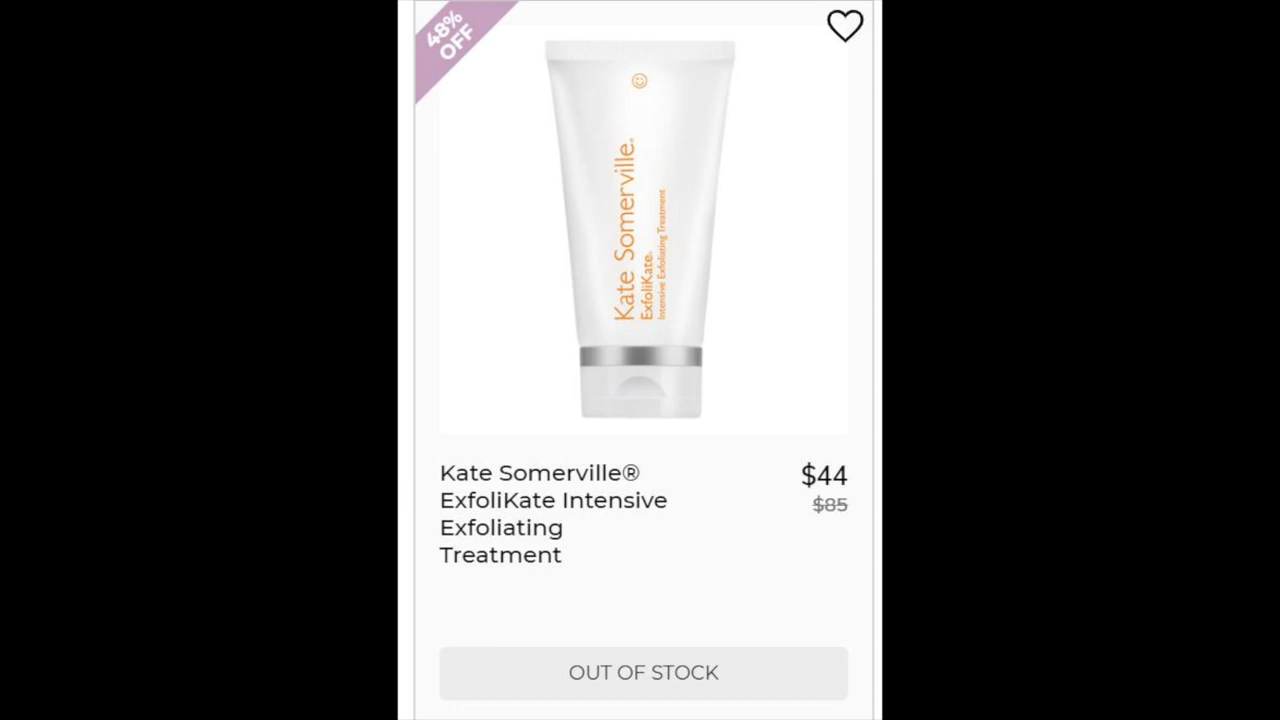 48%
OFF
Kate Somerville®
ExfoliKate®
Intensive Exfoliating Treatment
Kate Somerville®
ExfoliKate Intensive
Exfoliating
Treatment
$44
$85
OUT OF STOCK